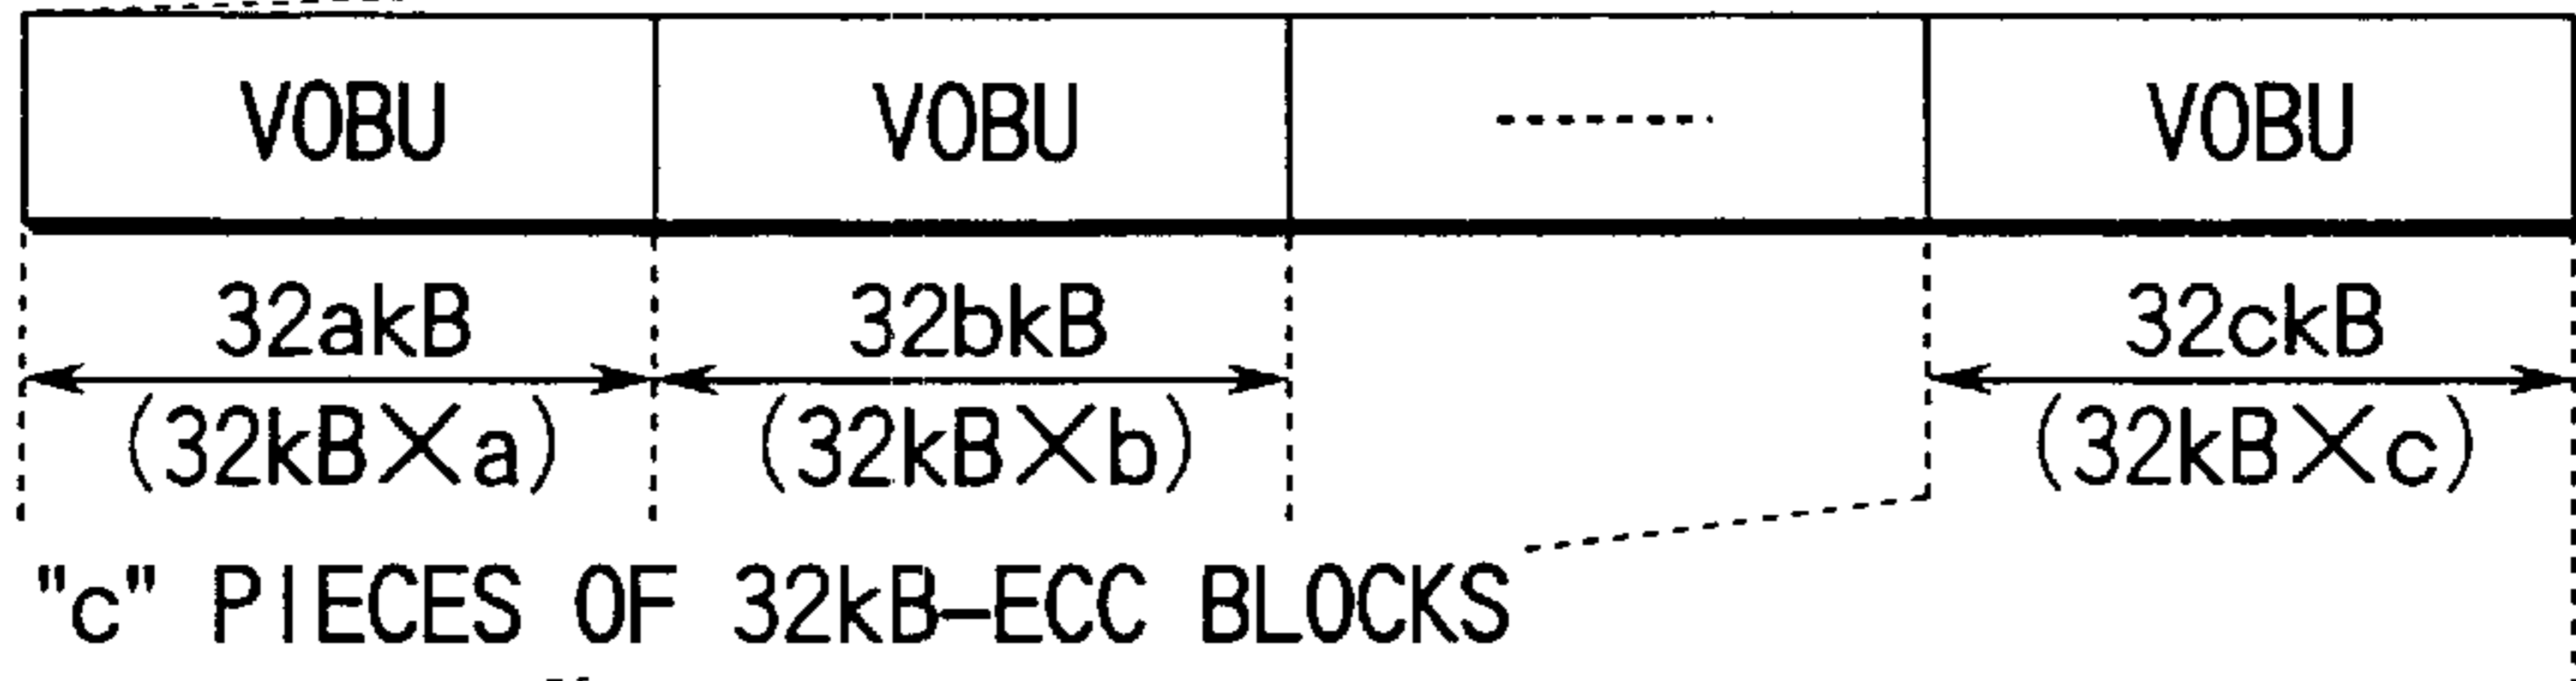 VOBU VOBU VOBU
32akB 32bkB 32ckB
(32kB×a) (32kB×b) (32kB×c)
"c" PIECES OF 32kB-ECC BLOCKS